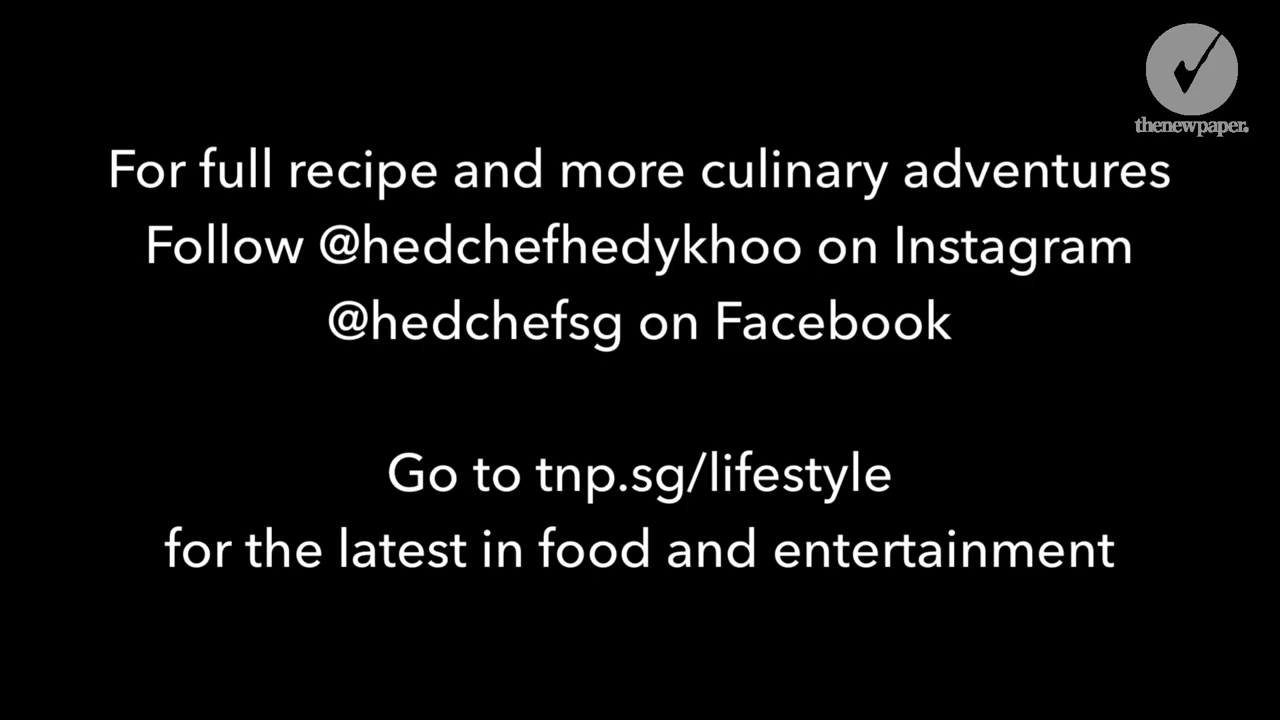 thenewpaper.
For full recipe and more culinary adventures
Follow @hedchefhedykhoo on Instagram
@hedchefsg on Facebook
Go to tnp.sg/lifestyle
for the latest in food and entertainment